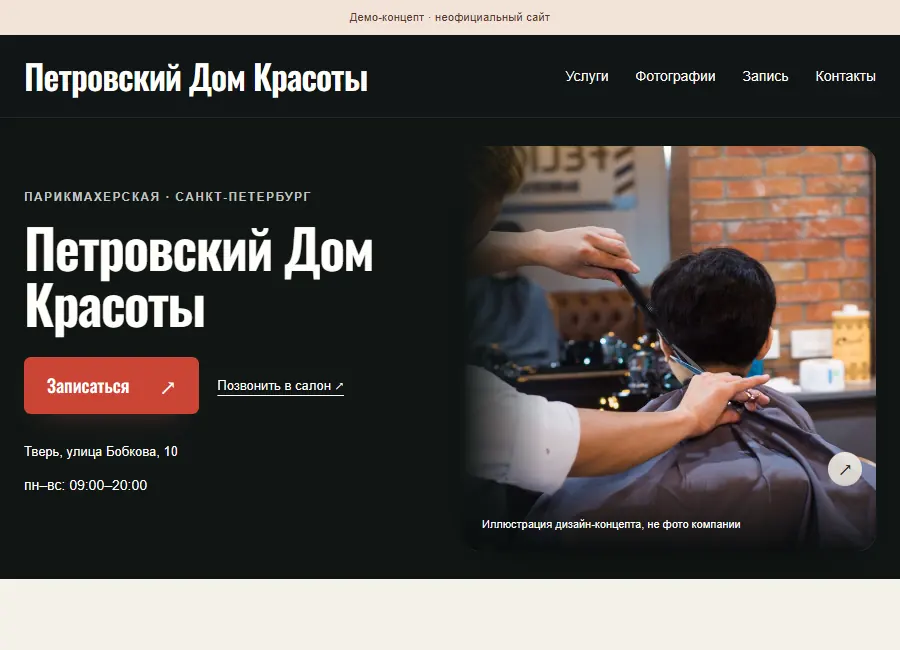 Демо-концепт · неофициальный сайт
Петровский Дом Красоты
Услуги Фотографии Запись Контакты
ПАРИКМАХЕРСКАЯ · САНКТ-ПЕТЕРБУРГ
Петровский Дом
Красоты
Записаться ↗
Позвонить в салон ↗
Тверь, улица Бобкова, 10
пн–вс: 09:00–20:00
Иллюстрация дизайн-концепта, не фото компании